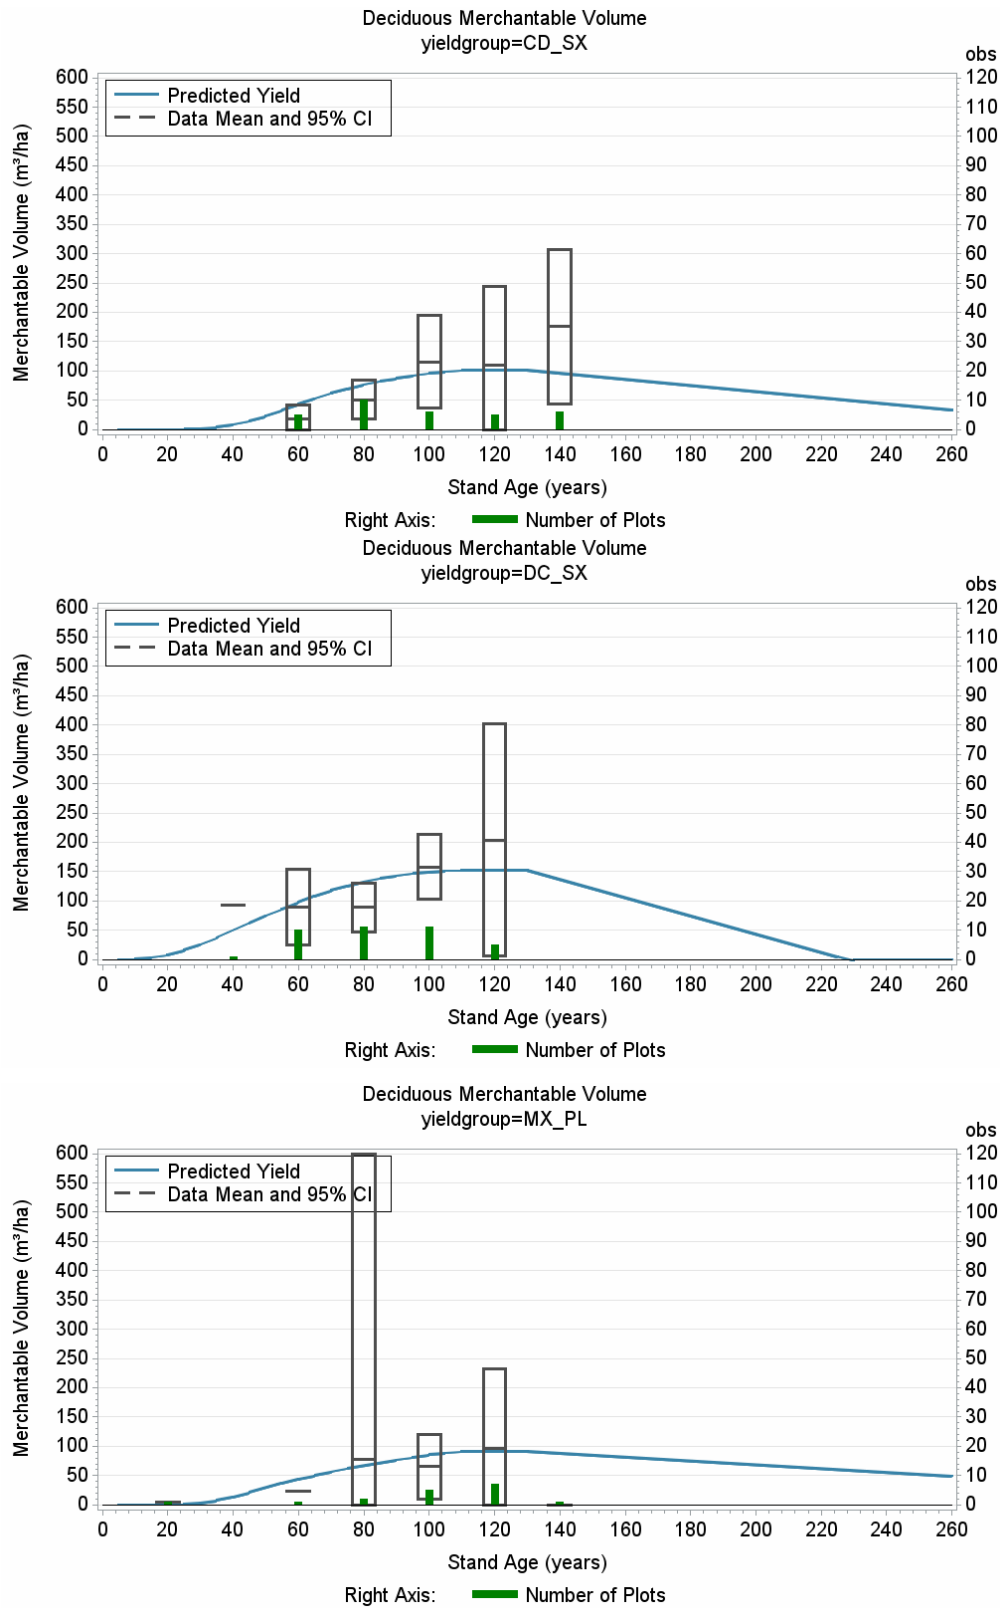 Deciduous Merchantable Volume
yieldgroup=CD_SX
obs
Merchantable Volume (m³/ha)
600
550
500
450
400
350
300
250
200
150
100
50
0
Predicted Yield
Data Mean and 95% CI
120
110
100
90
80
70
60
50
40
30
20
10
0
0 20 40 60 80 100 120 140 160 180 200 220 240 260
Stand Age (years)
Right Axis: Number of Plots
Deciduous Merchantable Volume
yieldgroup=DC_SX
obs
Merchantable Volume (m³/ha)
600
550
500
450
400
350
300
250
200
150
100
50
0
Predicted Yield
Data Mean and 95% CI
120
110
100
90
80
70
60
50
40
30
20
10
0
0 20 40 60 80 100 120 140 160 180 200 220 240 260
Stand Age (years)
Right Axis: Number of Plots
Deciduous Merchantable Volume
yieldgroup=MX_PL
obs
Merchantable Volume (m³/ha)
600
550
500
450
400
350
300
250
200
150
100
50
0
Predicted Yield
Data Mean and 95% CI
120
110
100
90
80
70
60
50
40
30
20
10
0
0 20 40 60 80 100 120 140 160 180 200 220 240 260
Stand Age (years)
Right Axis: Number of Plots